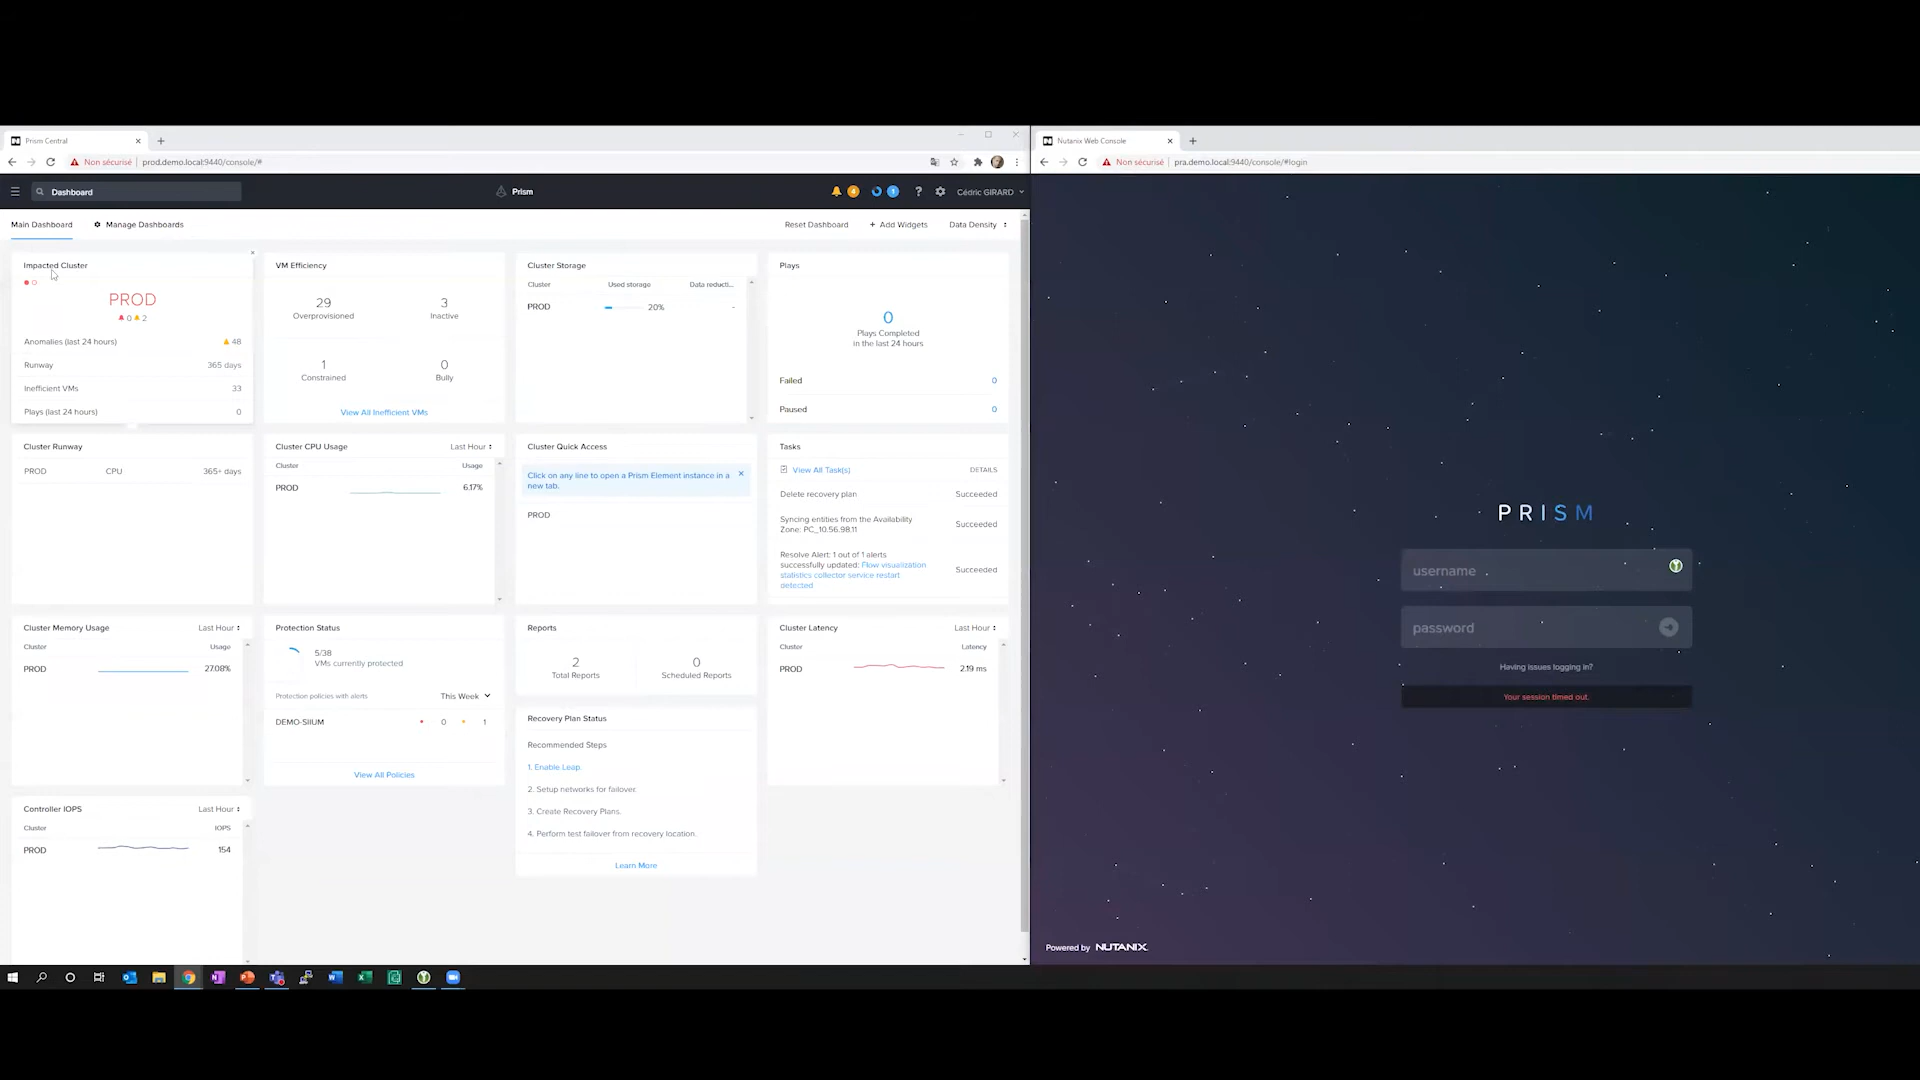 Prism Central
Non sécurisé
prod.demo.local:9440/console/#
Dashboard
Prism
4
1
?
Cédric GIRARD
Main Dashboard
Manage Dashboards
Reset Dashboard
+ Add Widgets
Data Density
Impacted Cluster
PROD
0 2
Anomalies (last 24 hours)
48
Runway
365 days
Inefficient VMs
33
Plays (last 24 hours)
0
VM Efficiency
29
Overprovisioned
3
Inactive
1
Constrained
0
Bully
View All Inefficient VMs
Cluster Storage
Cluster
Used storage
Data reducti...
PROD
20%
-
Plays
0
Plays Completed
in the last 24 hours
Failed
0
Paused
0
Cluster Runway
PROD
CPU
365+ days
Cluster CPU Usage
Last Hour
Cluster
Usage
PROD
6.17%
Cluster Quick Access
Click on any line to open a Prism Element instance in a
new tab.
PROD
Tasks
View All Task(s)
DETAILS
Delete recovery plan
Succeeded
Syncing entities from the Availability
Zone: PC_10.56.98.11
Succeeded
Resolve Alert: 1 out of 1 alerts
successfully updated: Flow visualization
statistics collector service restart
detected
Succeeded
Cluster Memory Usage
Last Hour
Cluster
Usage
PROD
27.08%
Protection Status
5/38
VMs currently protected
Protection policies with alerts
This Week
DEMO-SIIUM
0
1
View All Policies
Reports
2
Total Reports
0
Scheduled Reports
Recovery Plan Status
Recommended Steps
1. Enable Leap.
2. Setup networks for failover.
3. Create Recovery Plans.
4. Perform test failover from recovery location.
Learn More
Cluster Latency
Last Hour
Cluster
Latency
PROD
2.19 ms
Controller IOPS
Last Hour
Cluster
IOPS
PROD
154
Nutanix Web Console
Non sécurisé
pra.demo.local:9440/console/#login
PRISM
username
password
Having issues logging in?
Your session timed out.
Powered by NUTANIX